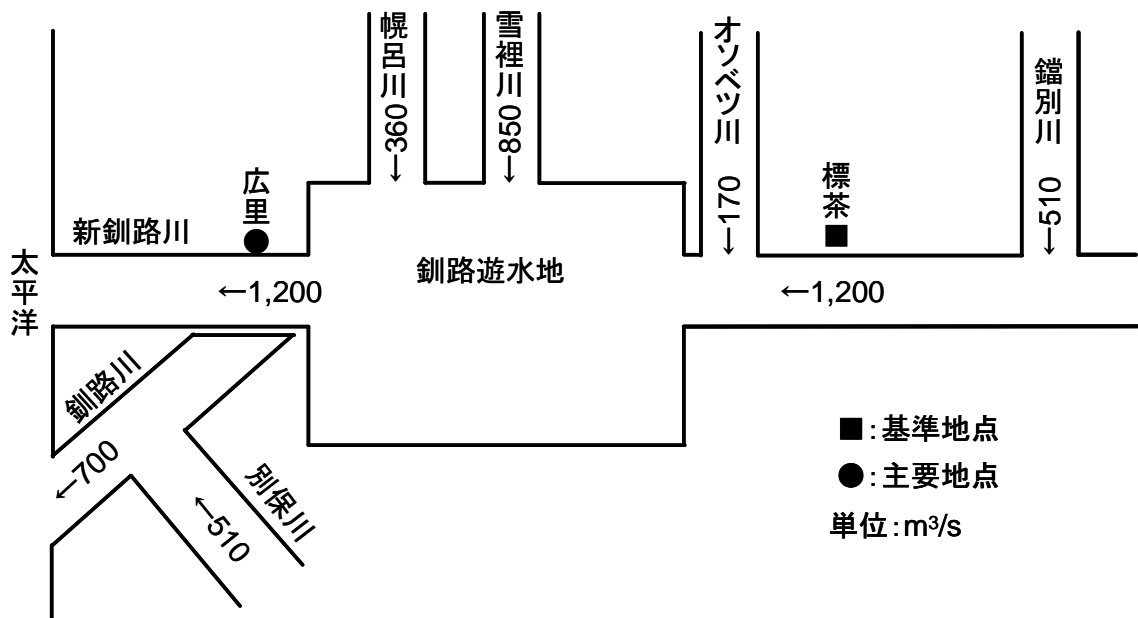 幌呂川
←360
雪裡川
←850
オソベツ川
←170
鐺別川
←510
広里
標茶
新釧路川
釧路遊水地
太平洋
←1,200
←1,200
釧路川
←700
別保川
←510
■:基準地点
●:主要地点
単位:m³/s